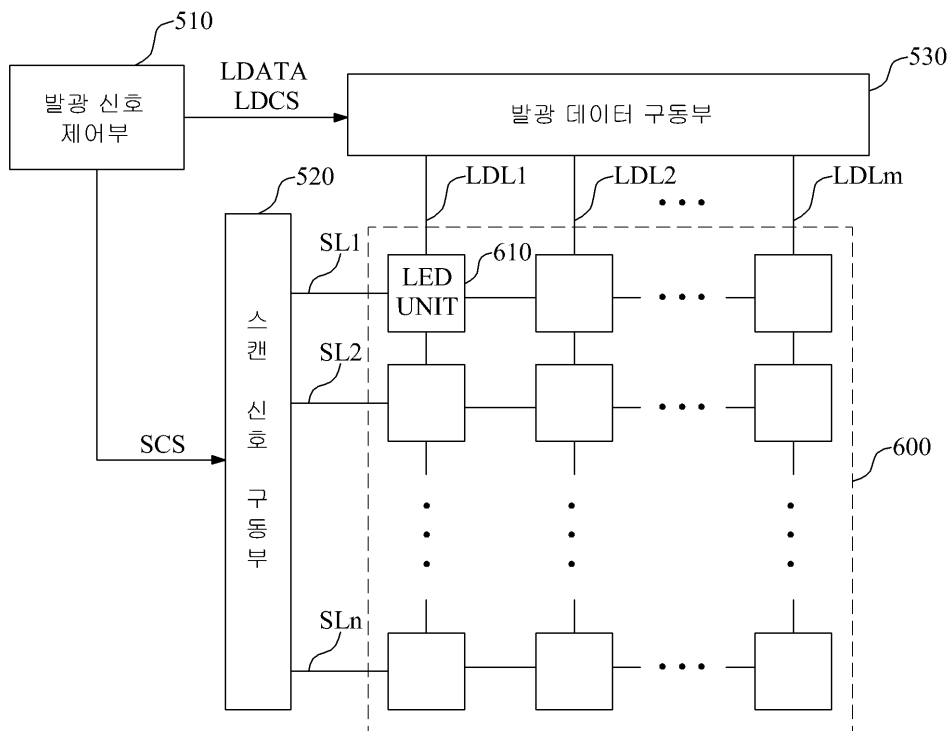 510
발광 신호
제어부
LDATA
LDCS
530
발광 데이터 구동부
LDL1
LDL2
LDLm
520
SL1
610
LED
UNIT
SL2
스캔 신호 구동부
SCS
600
SLn